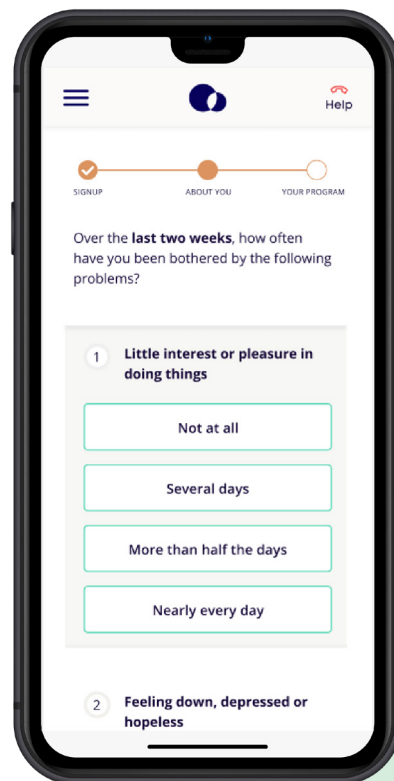 Help
SIGNUP ABOUT YOU YOUR PROGRAM
Over the last two weeks, how often
have you been bothered by the following
problems?
1 Little interest or pleasure in
doing things
Not at all
Several days
More than half the days
Nearly every day
2 Feeling down, depressed or
hopeless